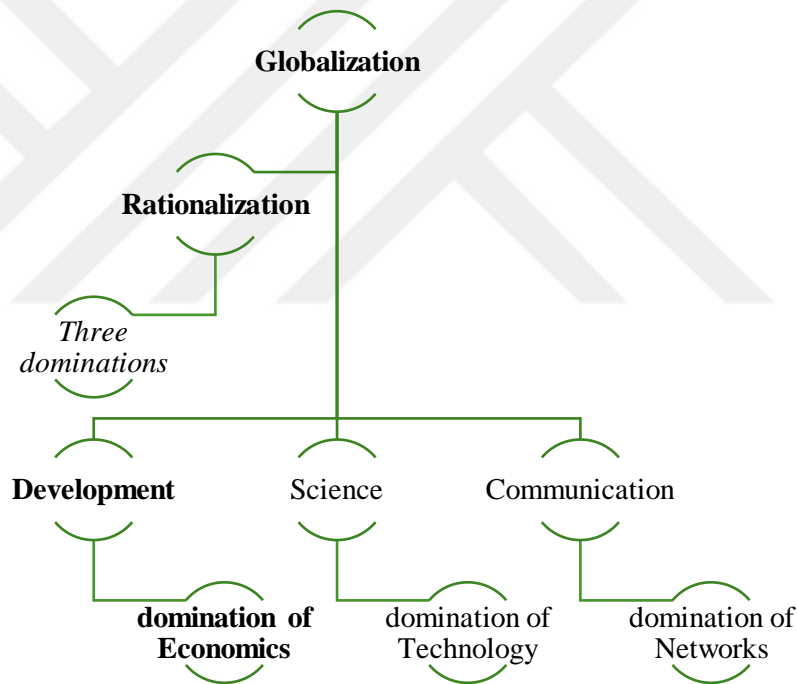 Globalization
Rationalization
Three
dominations
Development
Science
Communication
domination of
Economics
domination of
Technology
domination of
Networks